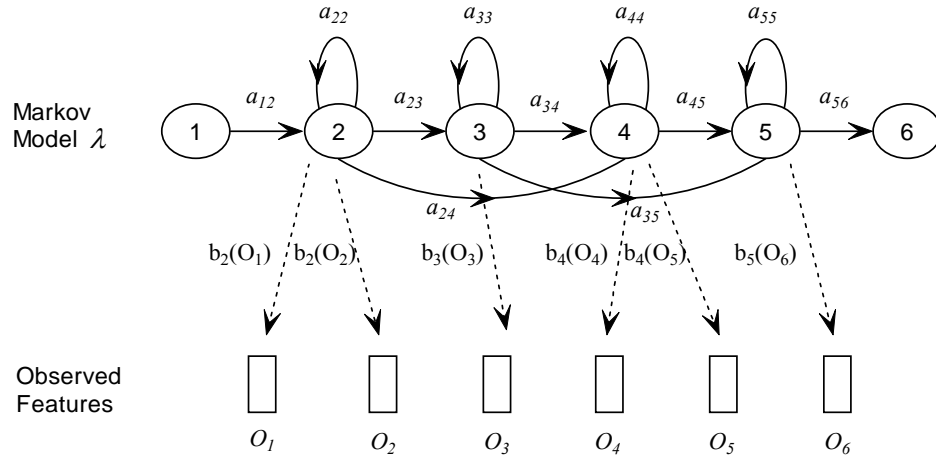 a₂₂ a₃₃ a₄₄ a₅₅
a₁₂ a₂₃ a₃₄ a₄₅ a₅₆
Markov
Model λ
1 2 3 4 5 6
a₂₄ a₃₅
b₂(O₁) b₂(O₂) b₃(O₃) b₄(O₄) b₄(O₅) b₅(O₆)
Observed
Features
O₁ O₂ O₃ O₄ O₅ O₆